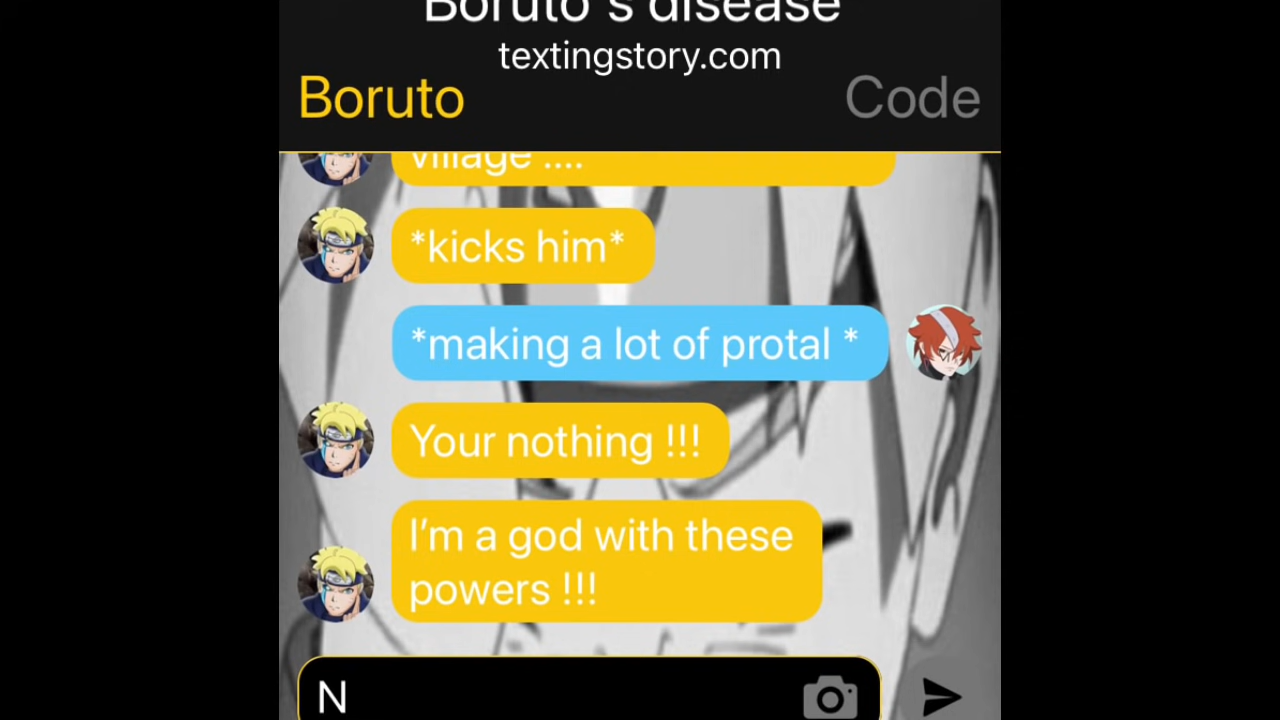 Boruto's disease
textingstory.com
Boruto
Code
village ....
*kicks him*
*making a lot of protal *
Your nothing !!!
I'm a god with these
powers !!!
N